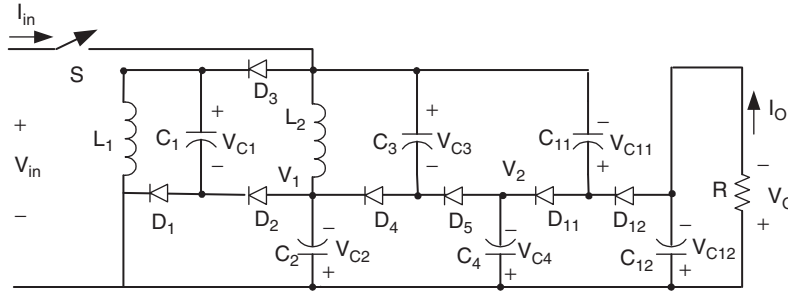 I_in
S
D_3
+
V_in
−
L_1
C_1
+
V_C1
−
L_2
V_1
C_3
+
V_C3
−
V_2
C_11
−
V_C11
+
I_O
R
−
V_O
+
D_1
D_2
D_4
D_5
D_11
D_12
C_2
−
V_C2
+
C_4
−
V_C4
+
C_12
−
V_C12
+